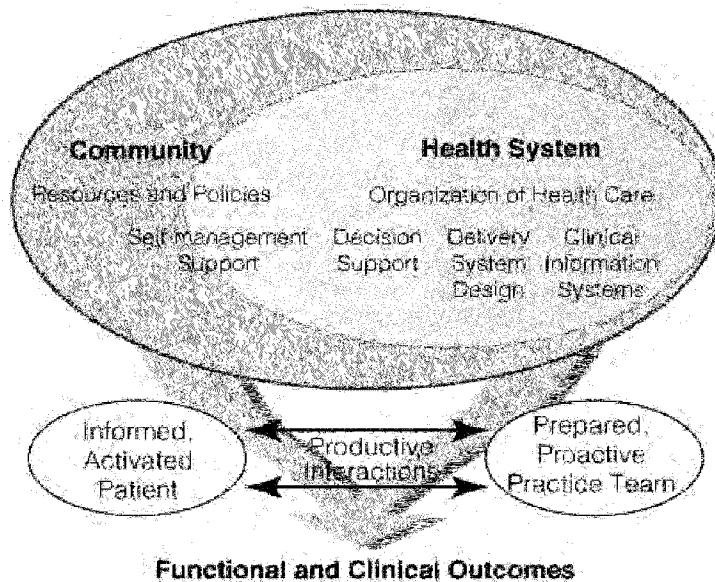 Community
Health System
Resources and Policies
Organization of Health Care
Self-Management
Support
Decision
Support
Delivery
System
Design
Clinical
Information
Systems
Informed,
Activated
Patient
Productive
Interactions
Prepared,
Proactive
Practice Team
Functional and Clinical Outcomes